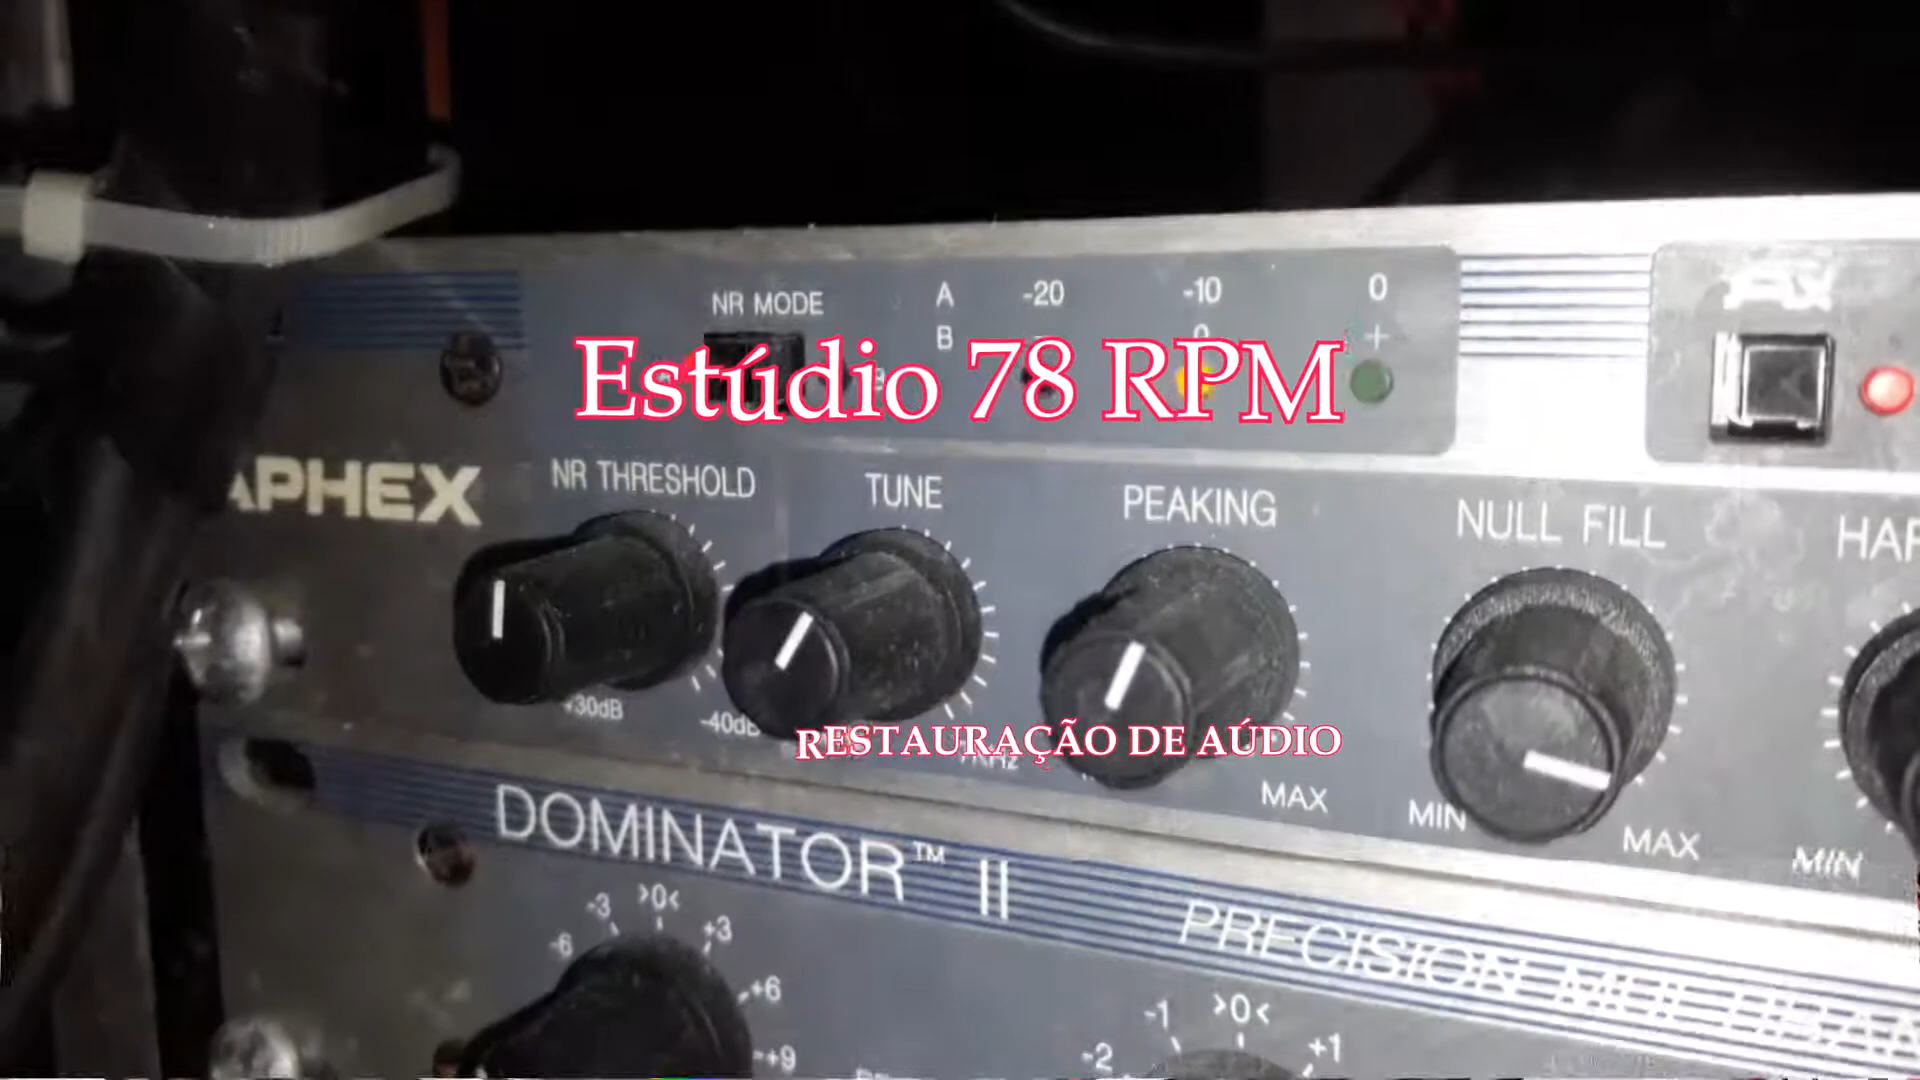 NR MODE
A -20 -10 0
B 0 +
Estúdio 78 RPM
APHEX
NR THRESHOLD TUNE PEAKING NULL FILL
+30dB -40dB
RESTAURAÇÃO DE AÚDIO
MAX MIN MAX MIN
DOMINATOR™ II
PRECISION
-6 -3 >0< +3 +6 +9
-2 -1 >0< +1